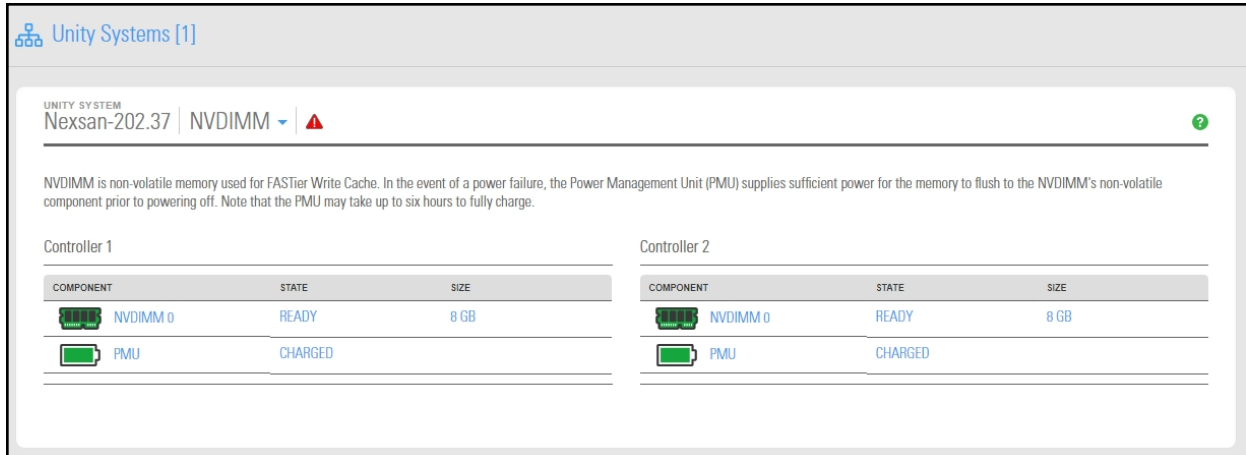 Unity Systems [1]
UNITY SYSTEM
Nexsan-202.37 | NVDIMM
NVDIMM is non-volatile memory used for FASTier Write Cache. In the event of a power failure, the Power Management Unit (PMU) supplies sufficient power for the memory to flush to the NVDIMM's non-volatile
component prior to powering off. Note that the PMU may take up to six hours to fully charge.
Controller 1
COMPONENT STATE SIZE
NVDIMM 0 READY 8 GB
PMU CHARGED
Controller 2
COMPONENT STATE SIZE
NVDIMM 0 READY 8 GB
PMU CHARGED